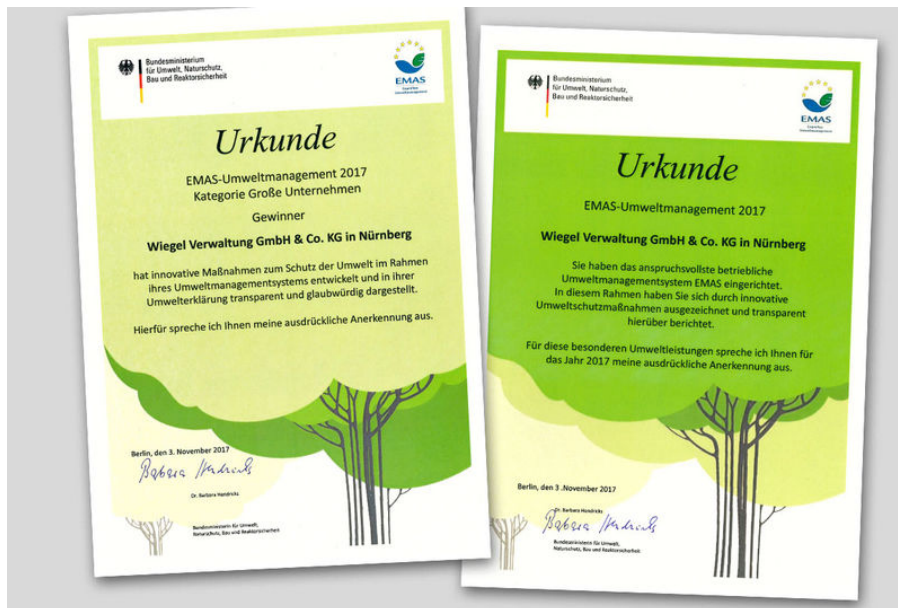 Bundesministerium
für Umwelt, Naturschutz,
Bau und Reaktorsicherheit
EMAS
Urkunde
EMAS-Umweltmanagement 2017
Kategorie Große Unternehmen
Gewinner
Wiegel Verwaltung GmbH & Co. KG in Nürnberg
hat innovative Maßnahmen zum Schutz der Umwelt im Rahmen
ihres Umweltmanagementsystems entwickelt und in ihrer
Umwelterklärung transparent und glaubwürdig dargestellt.
Hierfür spreche ich Ihnen meine ausdrückliche Anerkennung aus.
Berlin, den 3. November 2017
Barbara Hendricks
Dr. Barbara Hendricks
Bundesministerin für Umwelt,
Naturschutz, Bau und Reaktorsicherheit
Bundesministerium
für Umwelt, Naturschutz,
Bau und Reaktorsicherheit
EMAS
Urkunde
EMAS-Umweltmanagement 2017
Wiegel Verwaltung GmbH & Co. KG in Nürnberg
Sie haben das anspruchsvollste betriebliche
Umweltmanagementsystem EMAS eingerichtet.
In diesem Rahmen haben Sie sich durch innovative
Umweltschutzmaßnahmen ausgezeichnet und transparent
hierüber berichtet.
Für diese besonderen Umweltleistungen spreche ich Ihnen für
das Jahr 2017 meine ausdrückliche Anerkennung aus.
Berlin, den 3 .November 2017
Dr. Barbara Hendricks
Barbara Hendricks
Bundesministerin für Umwelt,
Naturschutz, Bau und Reaktorsicherheit